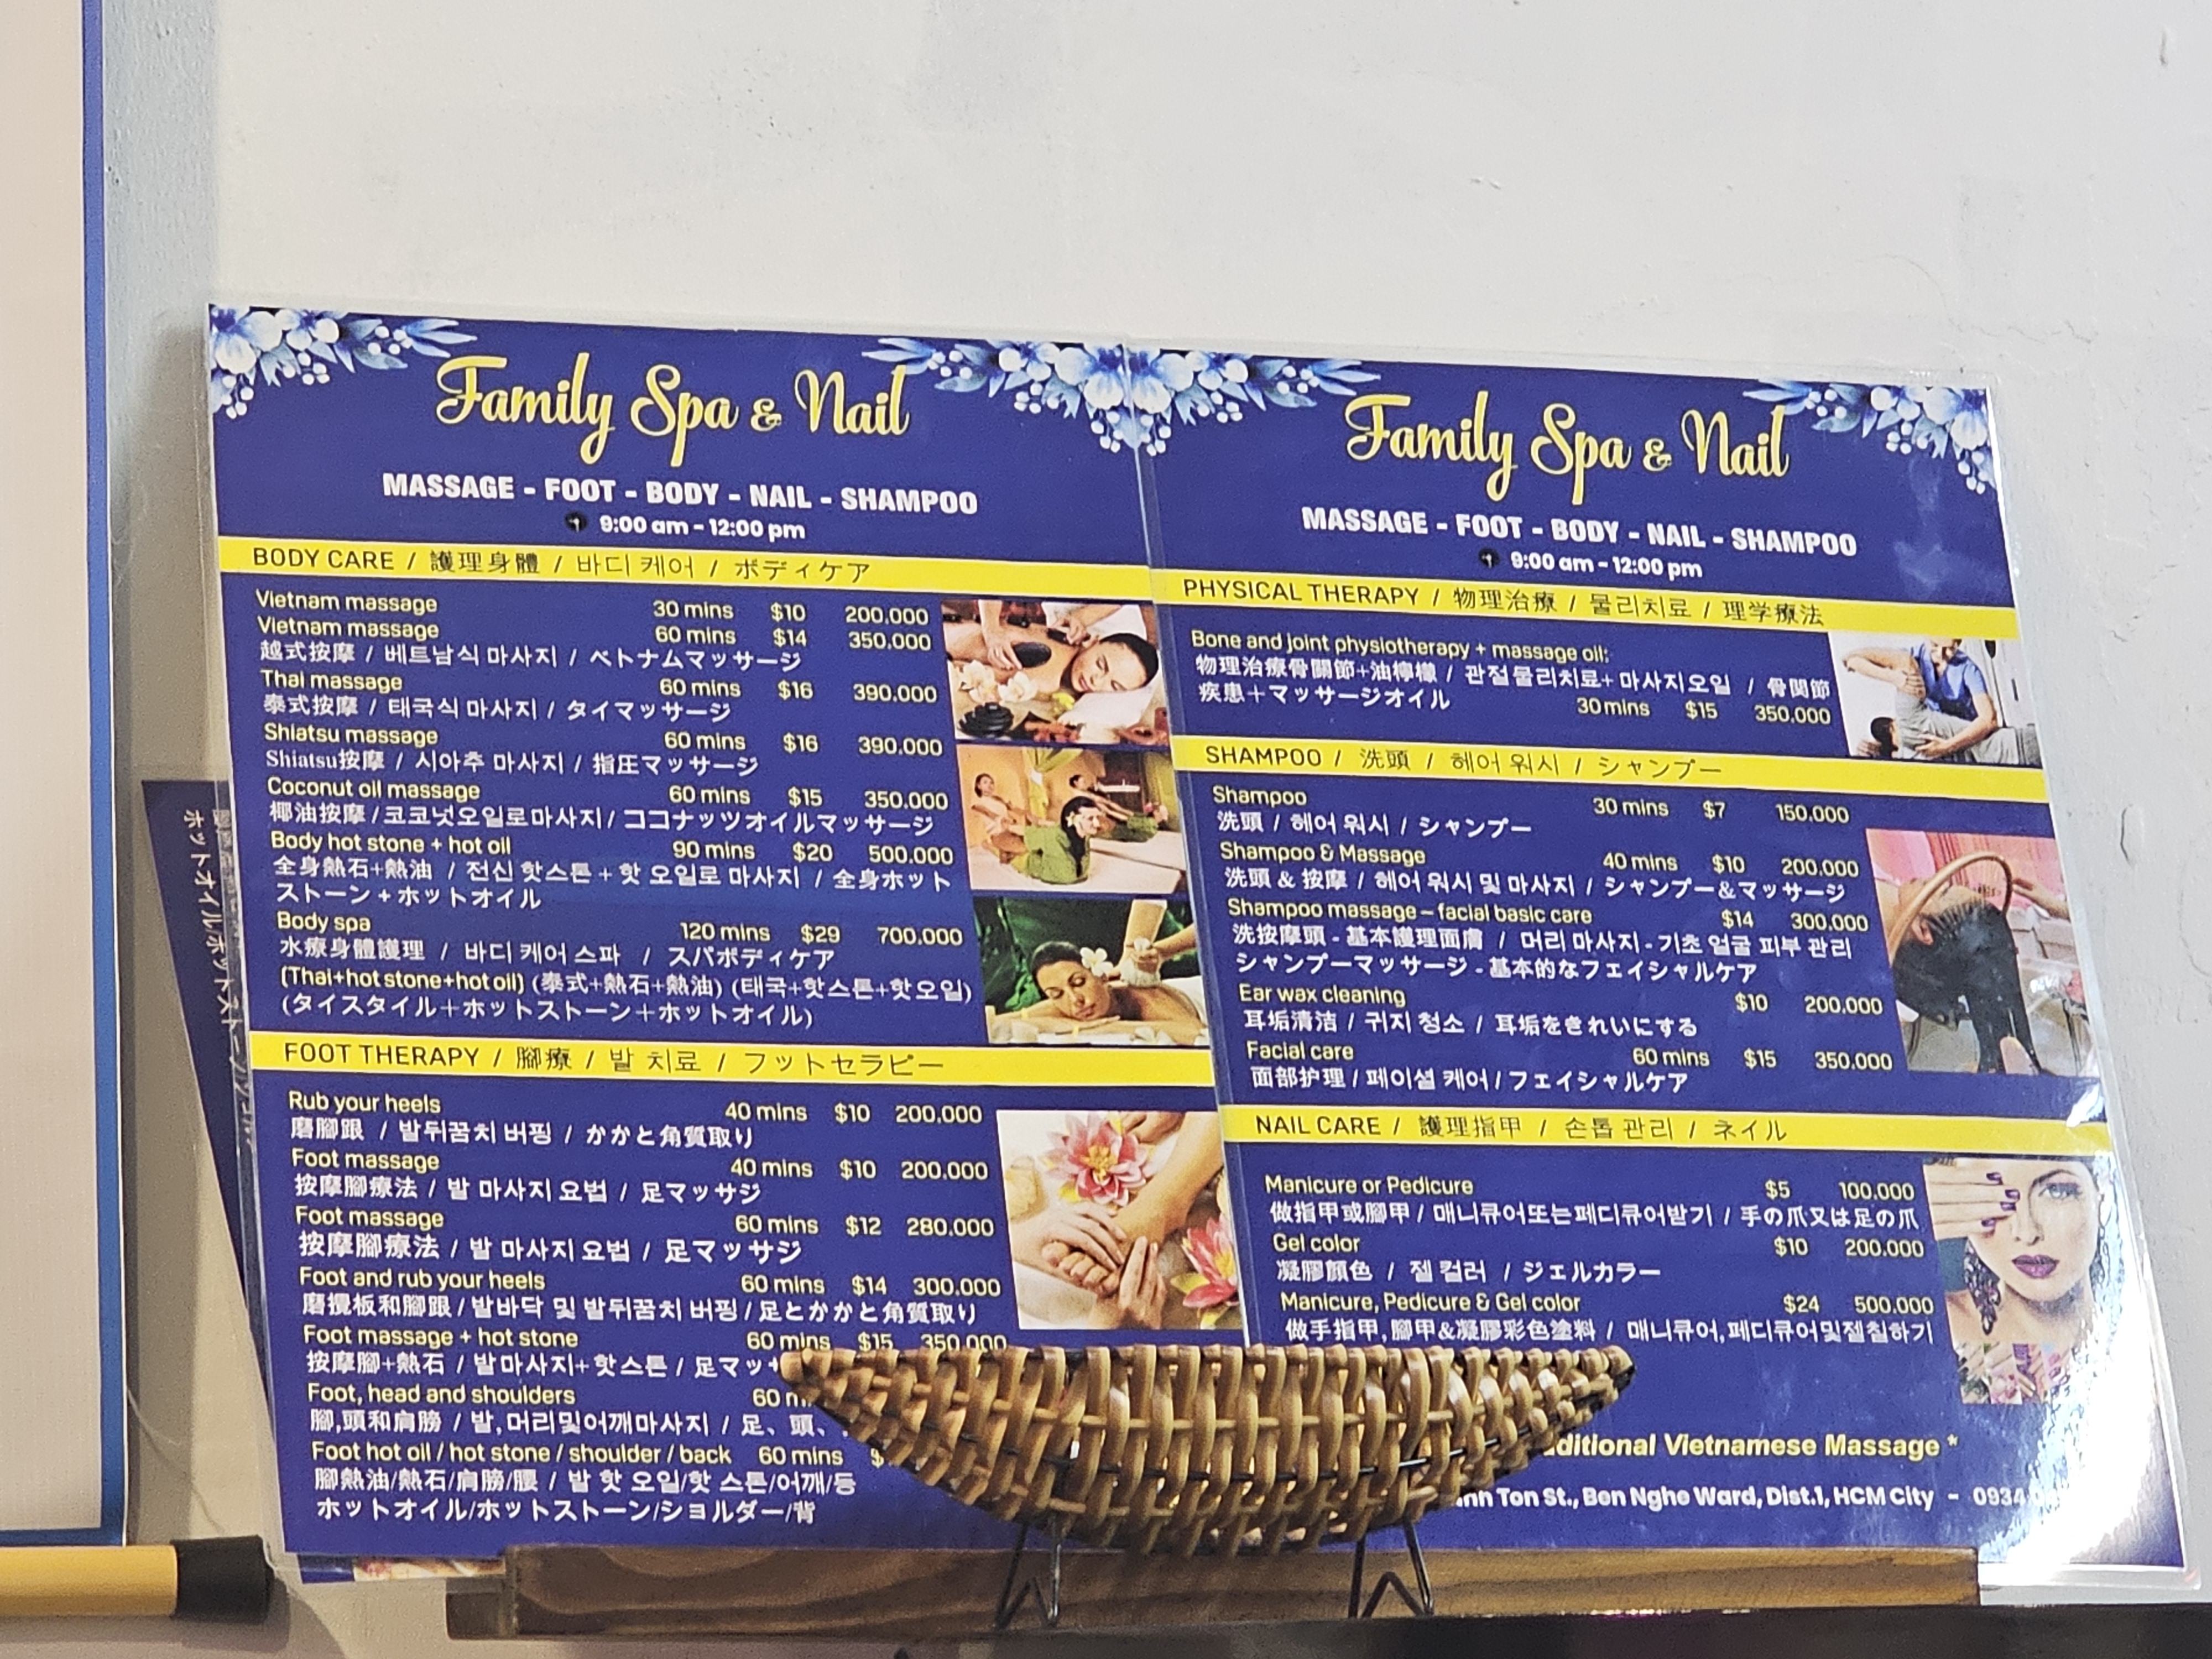 Family Spa & Nail
MASSAGE - FOOT - BODY - NAIL - SHAMPOO
9:00 am - 12:00 pm
BODY CARE / 護理身體 / 바디 케어 / ボディケア
Vietnam massage 30 mins $10 200.000
Vietnam massage 60 mins $14 350.000
越式按摩 / 베트남식 마사지 / ベトナムマッサージ
Thai massage 60 mins $16 390.000
泰式按摩 / 태국식 마사지 / タイマッサージ
Shiatsu massage 60 mins $16 390.000
Shiatsu按摩 / 시아추 마사지 / 指圧マッサージ
Coconut oil massage 60 mins $15 350.000
椰油按摩/코코넛오일로마사지/ココナッツオイルマッサージ
Body hot stone + hot oil 90 mins $20 500.000
全身熱石+熱油 / 전신 핫스톤 + 핫 오일로 마사지 / 全身ホット
ストーン+ホットオイル
Body spa 120 mins $29 700.000
水療身體護理 / 바디 케어 스파 / スパボディケア
(Thai+hot stone+hot oil) (泰式+熱石+熱油) (태국+핫스톤+핫오일)
(タイスタイル＋ホットストーン＋ホットオイル)
FOOT THERAPY / 腳療 / 발 치료 / フットセラピー
Rub your heels 40 mins $10 200.000
磨腳跟 / 발뒤꿈치 버핑 / かかと角質取り
Foot massage 40 mins $10 200.000
按摩腳療法 / 발 마사지 요법 / 足マッサジ
Foot massage 60 mins $12 280.000
按摩腳療法 / 발 마사지 요법 / 足マッサジ
Foot and rub your heels 60 mins $14 300.000
磨攪板和腳跟/발바닥 및 발뒤꿈치 버핑/足とかかと角質取り
Foot massage + hot stone 60 mins $15 350.000
按摩腳+熱石 / 발마사지+핫스톤 / 足マッ
Foot, head and shoulders 60
腳,頭和肩膀 / 발,머리및어깨마사지 / 足、頭、
Foot hot oil / hot stone / shoulder / back 60 mins $
腳熱油/熱石/肩膀/腰 / 발 핫 오일/핫 스톤/어깨/등
ホットオイル/ホットストーン/ショルダー/背
Family Spa & Nail
MASSAGE - FOOT - BODY - NAIL - SHAMPOO
9:00 am - 12:00 pm
PHYSICAL THERAPY / 物理治療 / 물리치료 / 理学療法
Bone and joint physiotherapy + massage oil:
物理治療骨關節+油檸檬 / 관절물리치료+ 마사지오일 / 骨関節
疾患＋マッサージオイル 30 mins $15 350.000
SHAMPOO / 洗頭 / 헤어 워시 / シャンプー
Shampoo 30 mins $7 150.000
洗頭 / 헤어 워시 / シャンプー
Shampoo & Massage 40 mins $10 200.000
洗頭 & 按摩 / 헤어 워시 및 마사지 / シャンプー&マッサージ
Shampoo massage – facial basic care $14 300.000
洗按摩頭 - 基本護理面膚 / 머리 마사지 - 기초 얼굴 피부 관리
シャンプーマッサージ - 基本的なフェイシャルケア
Ear wax cleaning $10 200.000
耳垢清洁 / 귀지 청소 / 耳垢をきれいにする
Facial care 60 mins $15 350.000
面部护理/페이셜 케어/フェイシャルケア
NAIL CARE / 護理指甲 / 손톱 관리 / ネイル
Manicure or Pedicure $5 100.000
做指甲或腳甲/매니큐어또는페디큐어받기 / 手の爪又は足の爪
Gel color $10 200.000
凝膠顏色 / 젤 컬러 / ジェルカラー
Manicure, Pedicure & Gel color $24 500.000
做手指甲,腳甲&凝膠彩色塗料 / 매니큐어,페디큐어및젤칠하기
ditional Vietnamese Massage *
Ton St., Ben Nghe Ward, Dist.1, HCM City - 0934
ホットオイル/ホットストーン/ショル